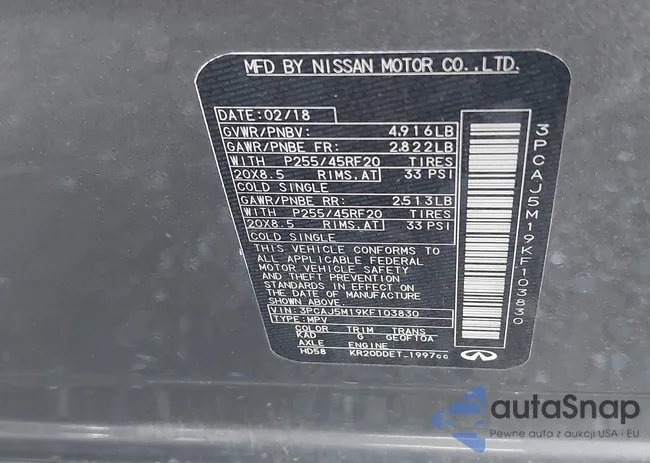 MFD BY NISSAN MOTOR CO.,LTD.
DATE:02/18
GVWR/PNBV: 4,916LB
GAWR/PNBE FR: 2,822LB
WITH P255/45RF20 TIRES
20X8.5 RIMS,AT 33 PSI
COLD SINGLE
GAWR/PNBE RR: 2,513LB
WITH P255/45RF20 TIRES
20X8.5 RIMS,AT 33 PSI
COLD SINGLE
THIS VEHICLE CONFORMS TO
ALL APPLICABLE FEDERAL
MOTOR VEHICLE SAFETY
AND THEFT PREVENTION
STANDARDS IN EFFECT ON
THE DATE OF MANUFACTURE
SHOWN ABOVE.
VIN: 3PCAJ5M19KF103830
TYPE: MPV
COLOR TRIM TRANS
KAD G GE0F10A
AXLE ENGINE
HD58 KR20DDET 1997cc
3PCAJ5M19KF103830
autaSnap
Pewne auta z aukcji USA i EU